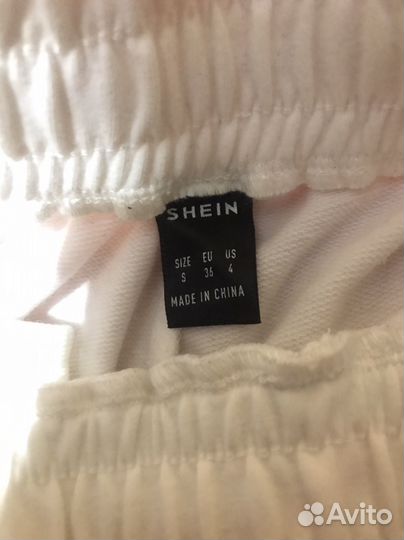 SHEIN
SIZE EU US
S 36 4
MADE IN CHINA
Avito